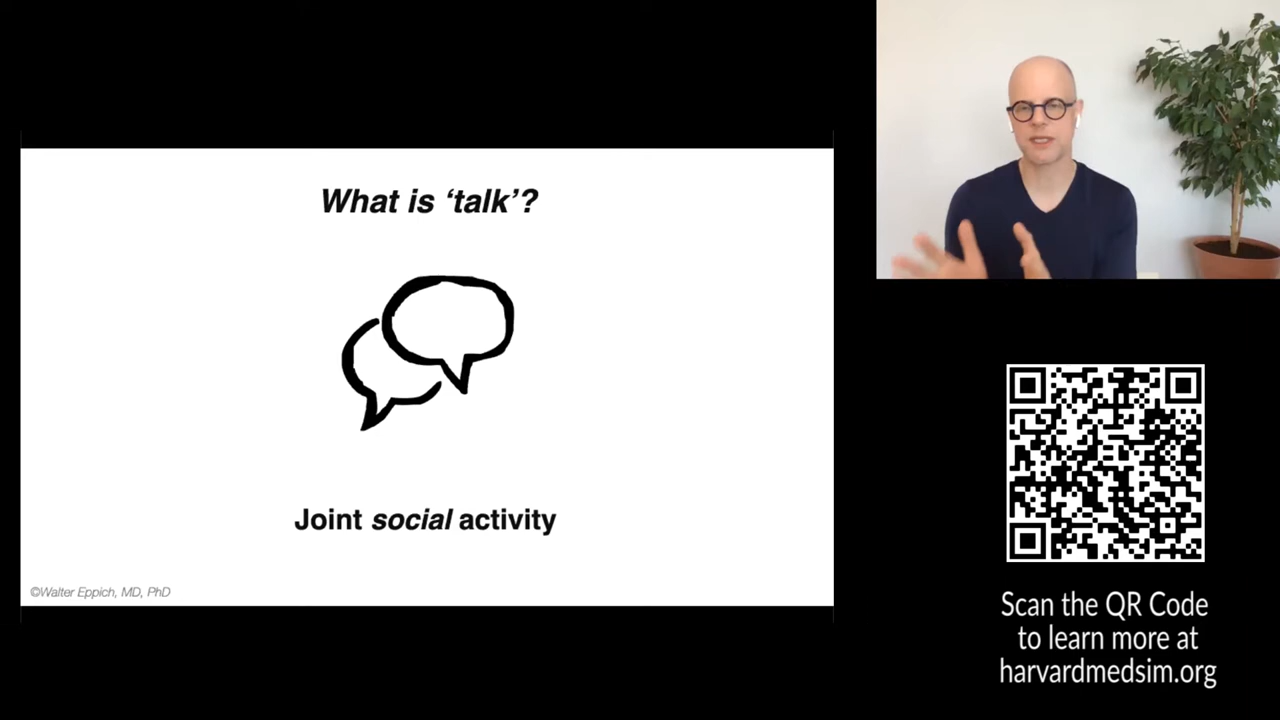 What is ‘talk’?
Joint social activity
©Walter Eppich, MD, PhD
Scan the QR Code
to learn more at
harvardmedsim.org